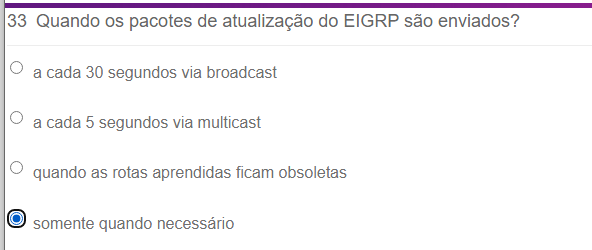 33 Quando os pacotes de atualização do EIGRP são enviados?
a cada 30 segundos via broadcast
a cada 5 segundos via multicast
quando as rotas aprendidas ficam obsoletas
somente quando necessário